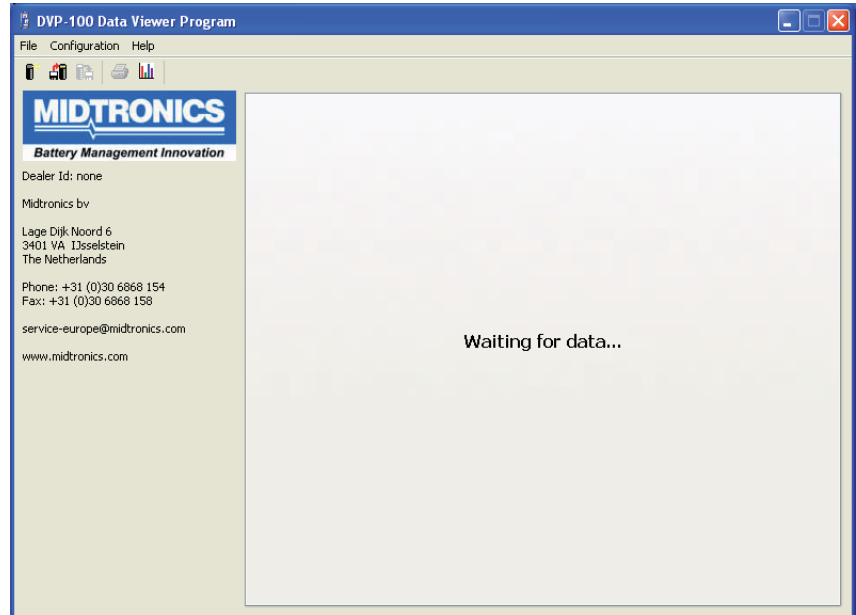 DVP-100 Data Viewer Program
File Configuration Help
MIDTRONICS
Battery Management Innovation
Dealer Id: none
Midtronics bv
Lage Dijk Noord 6
3401 VA IJsselstein
The Netherlands
Phone: +31 (0)30 6868 154
Fax: +31 (0)30 6868 158
service-europe@midtronics.com
www.midtronics.com
Waiting for data...